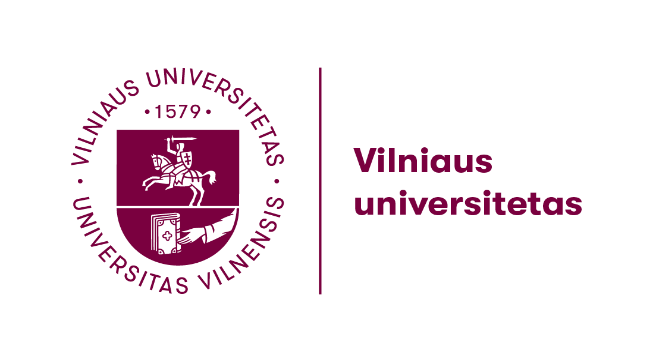 VILNIAUS UNIVERSITETAS
• 1579 •
UNIVERSITAS VILNENSIS
Vilniaus
universitetas